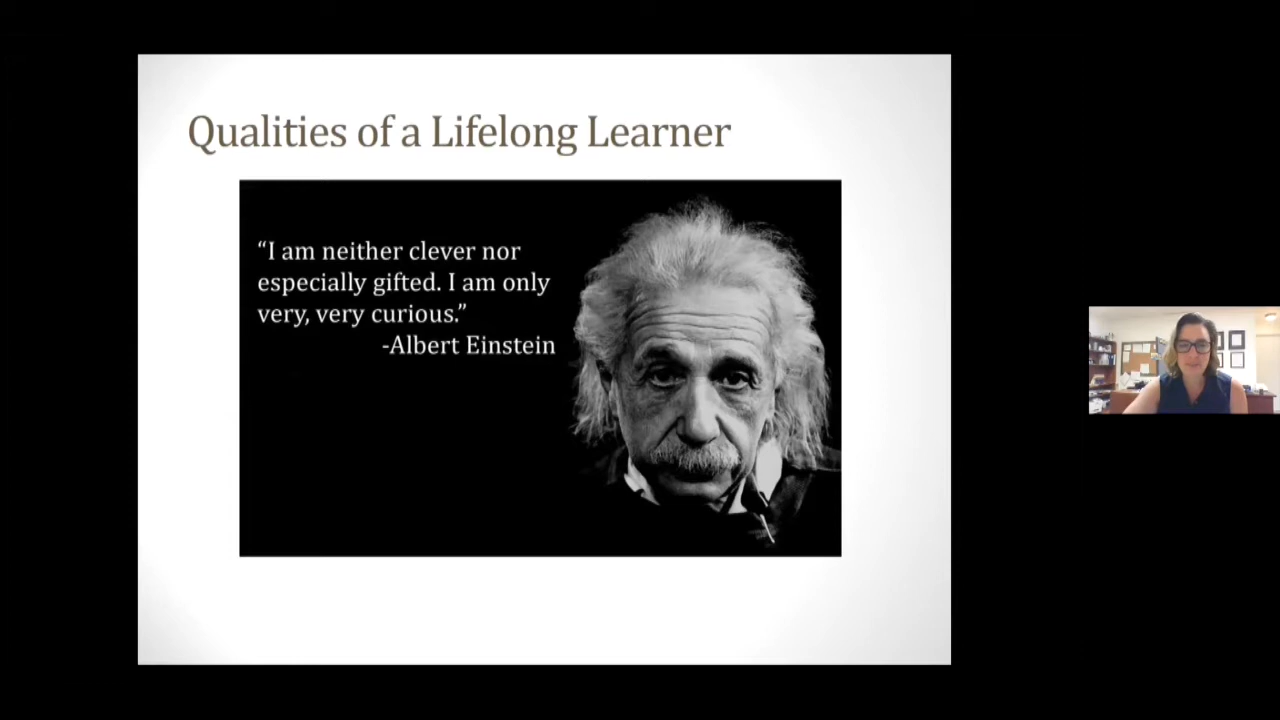 Qualities of a Lifelong Learner
“I am neither clever nor
especially gifted. I am only
very, very curious.”
-Albert Einstein